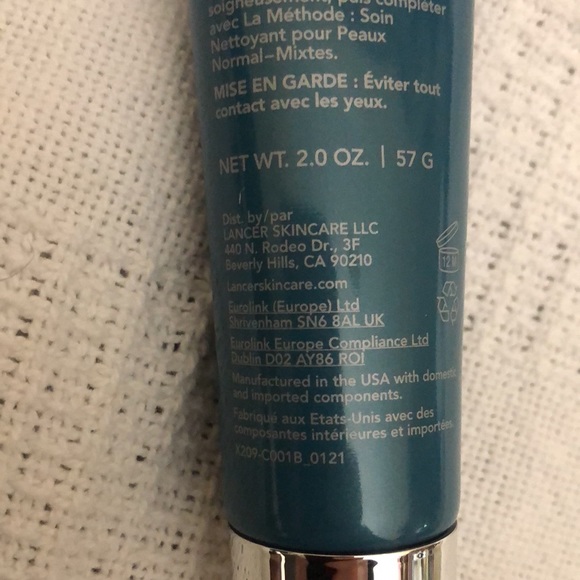 soigneusement, puis compléter
avec La Méthode : Soin
Nettoyant pour Peaux
Normal–Mixtes.
MISE EN GARDE : Éviter tout
contact avec les yeux.
NET WT. 2.0 OZ. | 57 G
Dist. by/par
LANCER SKINCARE LLC
440 N. Rodeo Dr., 3F
Beverly Hills, CA 90210
Lancerskincare.com
12 M
Eurolink (Europe) Ltd
Shrivenham SN6 8AL UK
Eurolink Europe Compliance Ltd
Dublin D02 AY86 ROI
Manufactured in the USA with domestic
and imported components.
Fabriqué aux Etats-Unis avec des
composantes intérieures et importées.
X209-C001B_0121